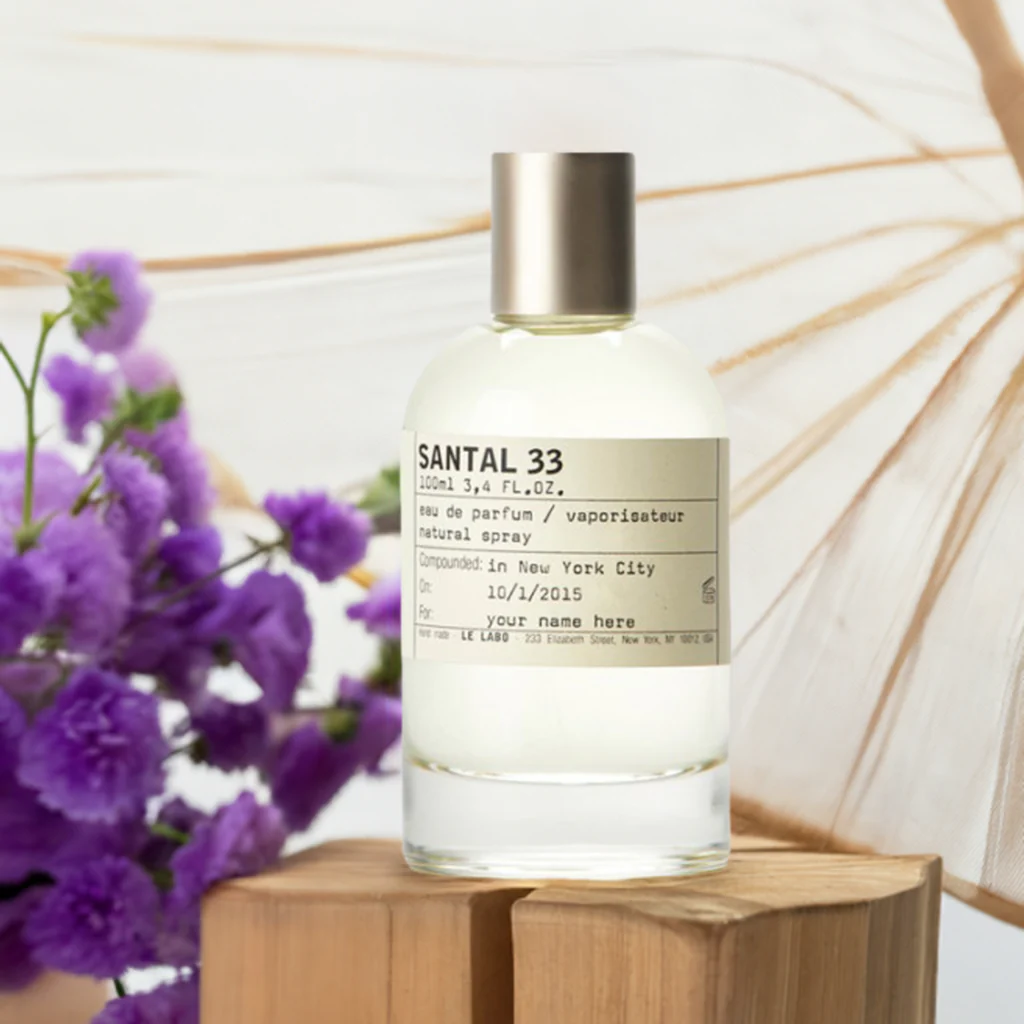 SANTAL 33
100ml 3,4 FL.OZ.
eau de parfum / vaporisateur
natural spray
Compounded: in New York City
On: 10/1/2015
For: your name here
Hand made - LE LABO - 233 Elizabeth Street, New York, NY 10012, USA